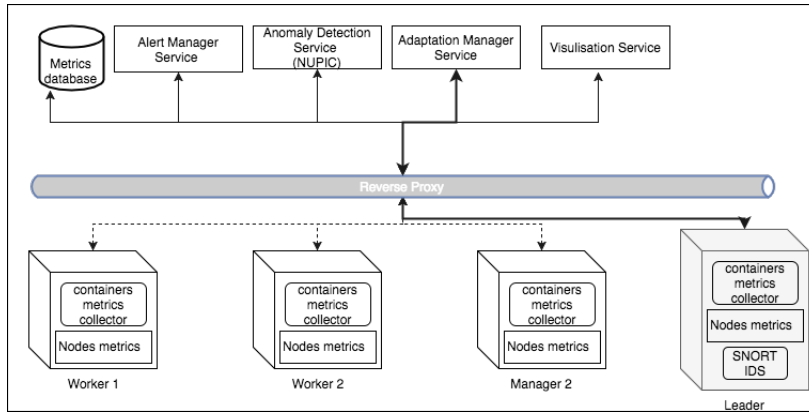 Metrics
database
Alert Manager
Service
Anomaly Detection
Service
(NUPIC)
Adaptation Manager
Service
Visulisation Service
Reverse Proxy
containers
metrics
collector
Nodes metrics
Worker 1
containers
metrics
collector
Nodes metrics
Worker 2
containers
metrics
collector
Nodes metrics
Manager 2
containers
metrics
collector
Nodes metrics
SNORT
IDS
Leader